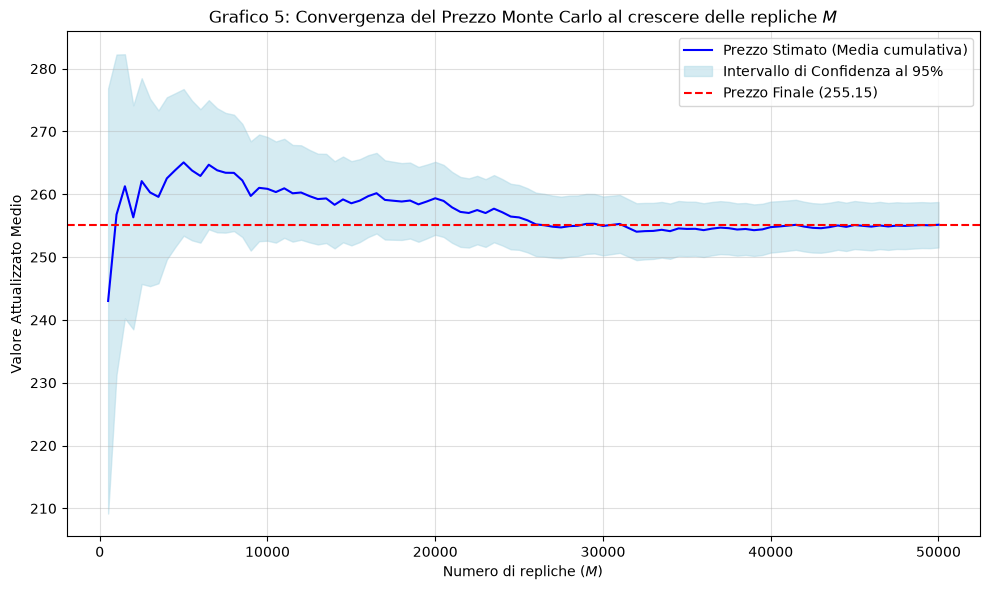 Grafico 5: Convergenza del Prezzo Monte Carlo al crescere delle repliche M
Prezzo Stimato (Media cumulativa)
Intervallo di Confidenza al 95%
Prezzo Finale (255.15)
Valore Attualizzato Medio
280
270
260
250
240
230
220
210
0
10000
20000
30000
40000
50000
Numero di repliche (M)